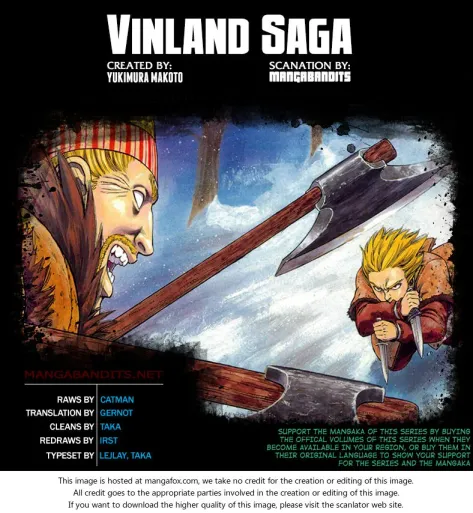 VINLAND SAGA
CREATED BY:
YUKIMURA MAKOTO
SCANATION BY:
MANGABANDITS
MANGABANDITS.NET
RAWS BY CATMAN
TRANSLATION BY GERNOT
CLEANS BY TAKA
REDRAWS BY IRST
TYPESET BY LEJLAY, TAKA
SUPPORT THE MANGAKA OF THIS SERIES BY BUYING
THE OFFICAL VOLUMES OF THIS SERIES WHEN THEY
BECOME AVAILABLE IN YOUR REGION, OR BUY THEM IN
THEIR ORIGINAL LANGUAGE TO SHOW YOUR SUPPORT
FOR THE SERIES AND THE MANGAKA
This image is hosted at mangafox.com, we take no credit for the creation or editing of this image.
All credit goes to the appropriate parties involved in the creation or editing of this image.
If you want to download the higher quality of this image, please visit the scanlator web site.